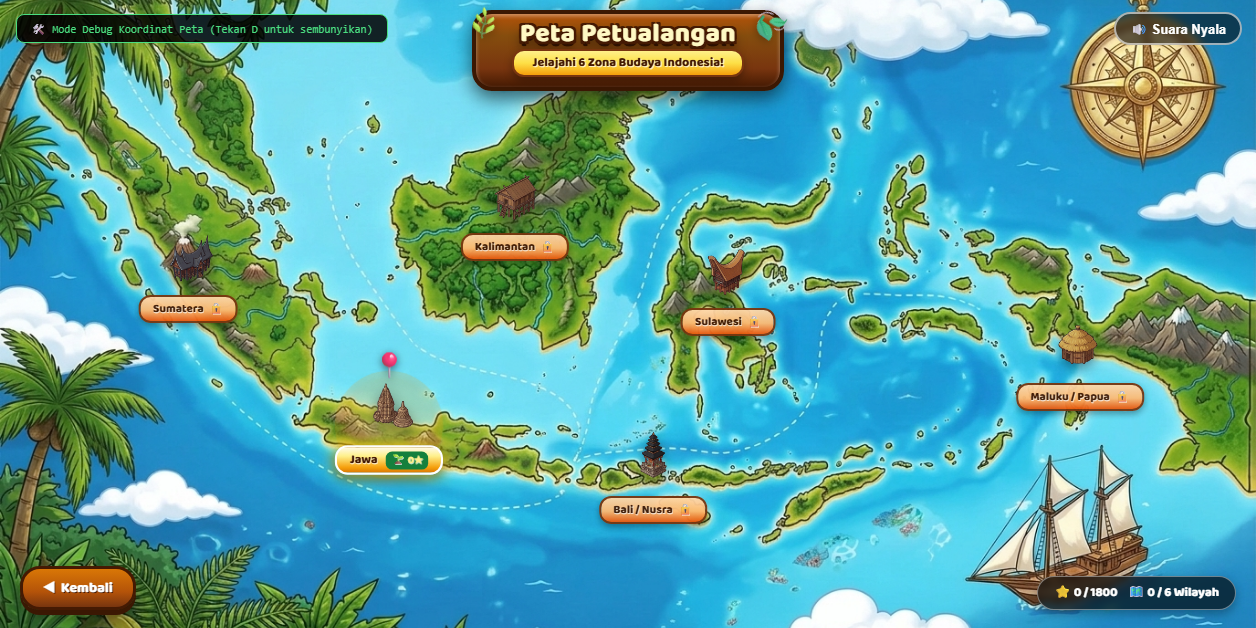 Mode Debug Koordinat Peta (Tekan D untuk sembunyikan)
Peta Petualangan
Jelajahi 6 Zona Budaya Indonesia!
Suara Nyala
Kalimantan
Sumatera
Sulawesi
Maluku / Papua
Jawa 0★
Bali / Nusra
Kembali
0 / 1800 0 / 6 Wilayah